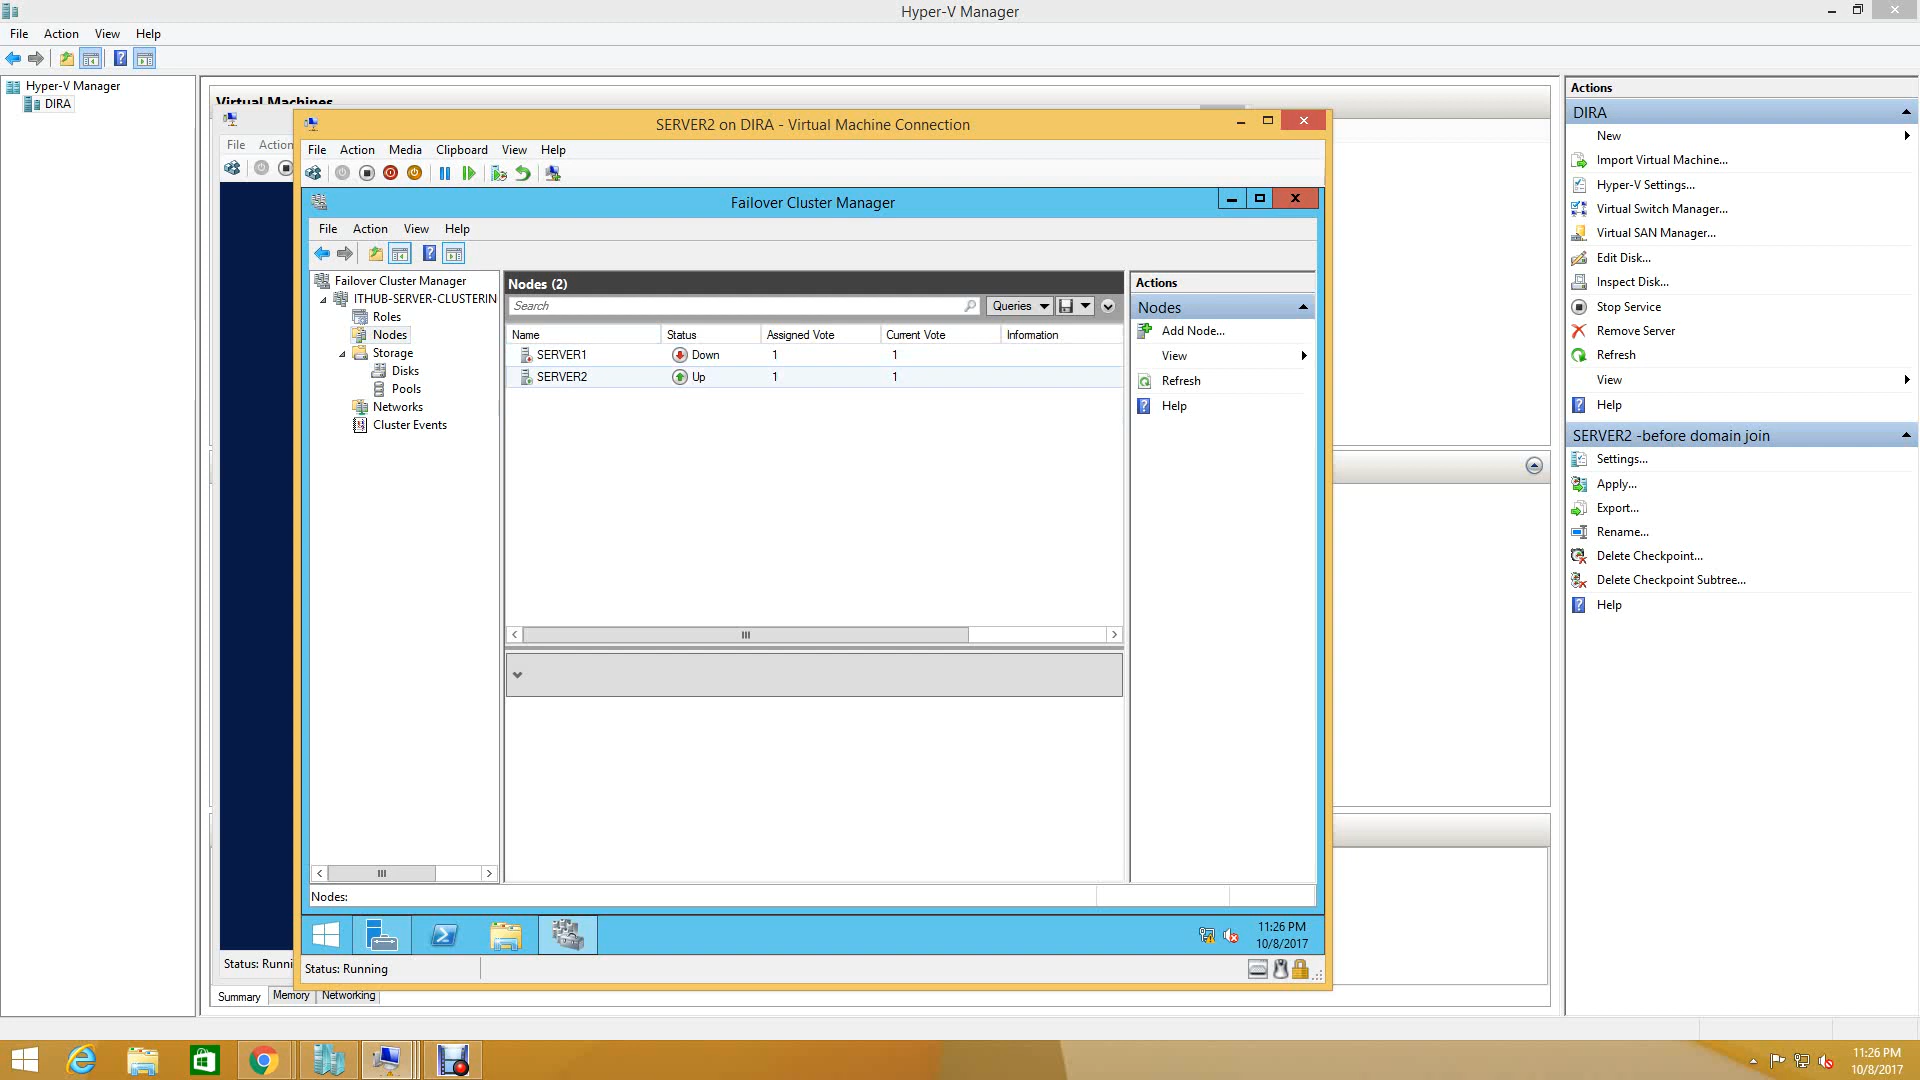 Hyper-V Manager
File Action View Help
Hyper-V Manager
DIRA
Virtual Machines
File Action
SERVER2 on DIRA - Virtual Machine Connection
File Action Media Clipboard View Help
Failover Cluster Manager
File Action View Help
Failover Cluster Manager
ITHUB-SERVER-CLUSTERIN
Roles
Nodes
Storage
Disks
Pools
Networks
Cluster Events
Nodes (2)
Search
Queries
Name Status Assigned Vote Current Vote Information
SERVER1 Down 1 1
SERVER2 Up 1 1
Actions
Nodes
Add Node...
View
Refresh
Help
Nodes:
11:26 PM
10/8/2017
Status: Runni
Status: Running
Summary Memory Networking
Actions
DIRA
New
Import Virtual Machine...
Hyper-V Settings...
Virtual Switch Manager...
Virtual SAN Manager...
Edit Disk...
Inspect Disk...
Stop Service
Remove Server
Refresh
View
Help
SERVER2 -before domain join
Settings...
Apply...
Export...
Rename...
Delete Checkpoint...
Delete Checkpoint Subtree...
Help
11:26 PM
10/8/2017